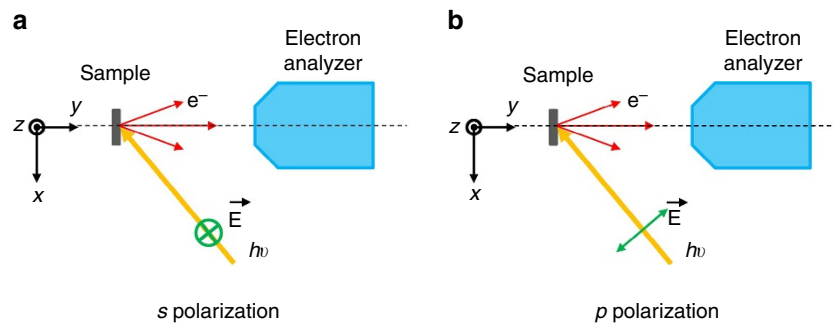 a
Sample
Electron
analyzer
e−
z
y
x
E
hυ
s polarization
b
Sample
Electron
analyzer
e−
z
y
x
E
hυ
p polarization